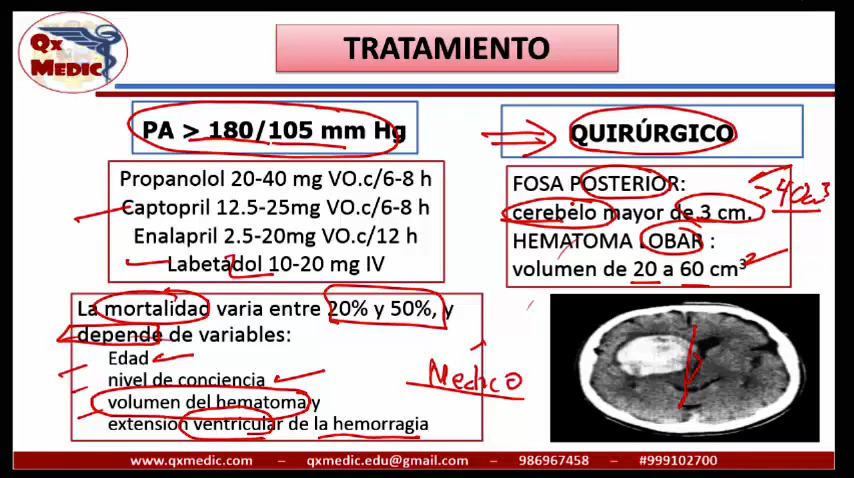 Qx
MEDIC
TRATAMIENTO
PA > 180/105 mm Hg
Propanolol 20-40 mg VO.c/6-8 h
Captopril 12.5-25mg VO.c/6-8 h
Enalapril 2.5-20mg VO.c/12 h
Labetadol 10-20 mg IV
La mortalidad varia entre 20% y 50%, y
depende de variables:
Edad
nivel de conciencia
volumen del hematoma y
extensión ventricular de la hemorragia
Medico
QUIRÚRGICO
FOSA POSTERIOR:
cerebélo mayor de 3 cm.
HEMATOMA LOBAR :
volumen de 20 a 60 cm³
> 40cm³
www.qxmedic.com – qxmedic.edu@gmail.com – 986967458 – #999102700